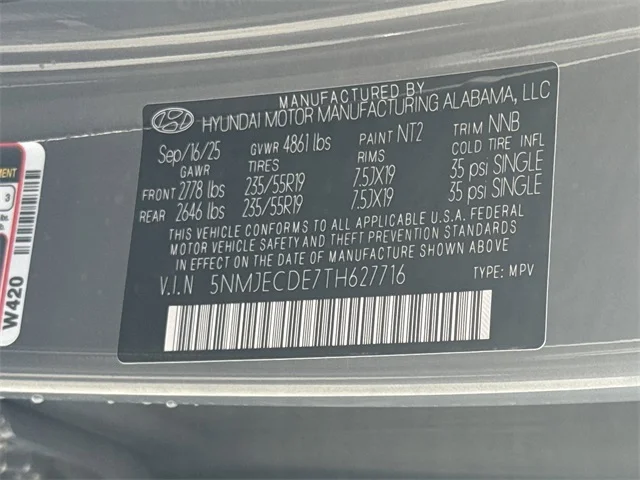 MANUFACTURED BY
HYUNDAI MOTOR MANUFACTURING ALABAMA, LLC
Sep/16/25 GVWR 4861 lbs PAINT NT2 TRIM NNB
GAWR TIRES RIMS COLD TIRE INFL
FRONT 2778 lbs 235/55R19 7.5JX19 35 psi SINGLE
REAR 2646 lbs 235/55R19 7.5JX19 35 psi SINGLE
THIS VEHICLE CONFORMS TO ALL APPLICABLE U.S.A. FEDERAL
MOTOR VEHICLE SAFETY AND THEFT PREVENTION STANDARDS
IN EFFECT ON THE DATE OF MANUFACTURE SHOWN ABOVE
V.I.N 5NMJECDE7TH627716 TYPE: MPV
3
W420